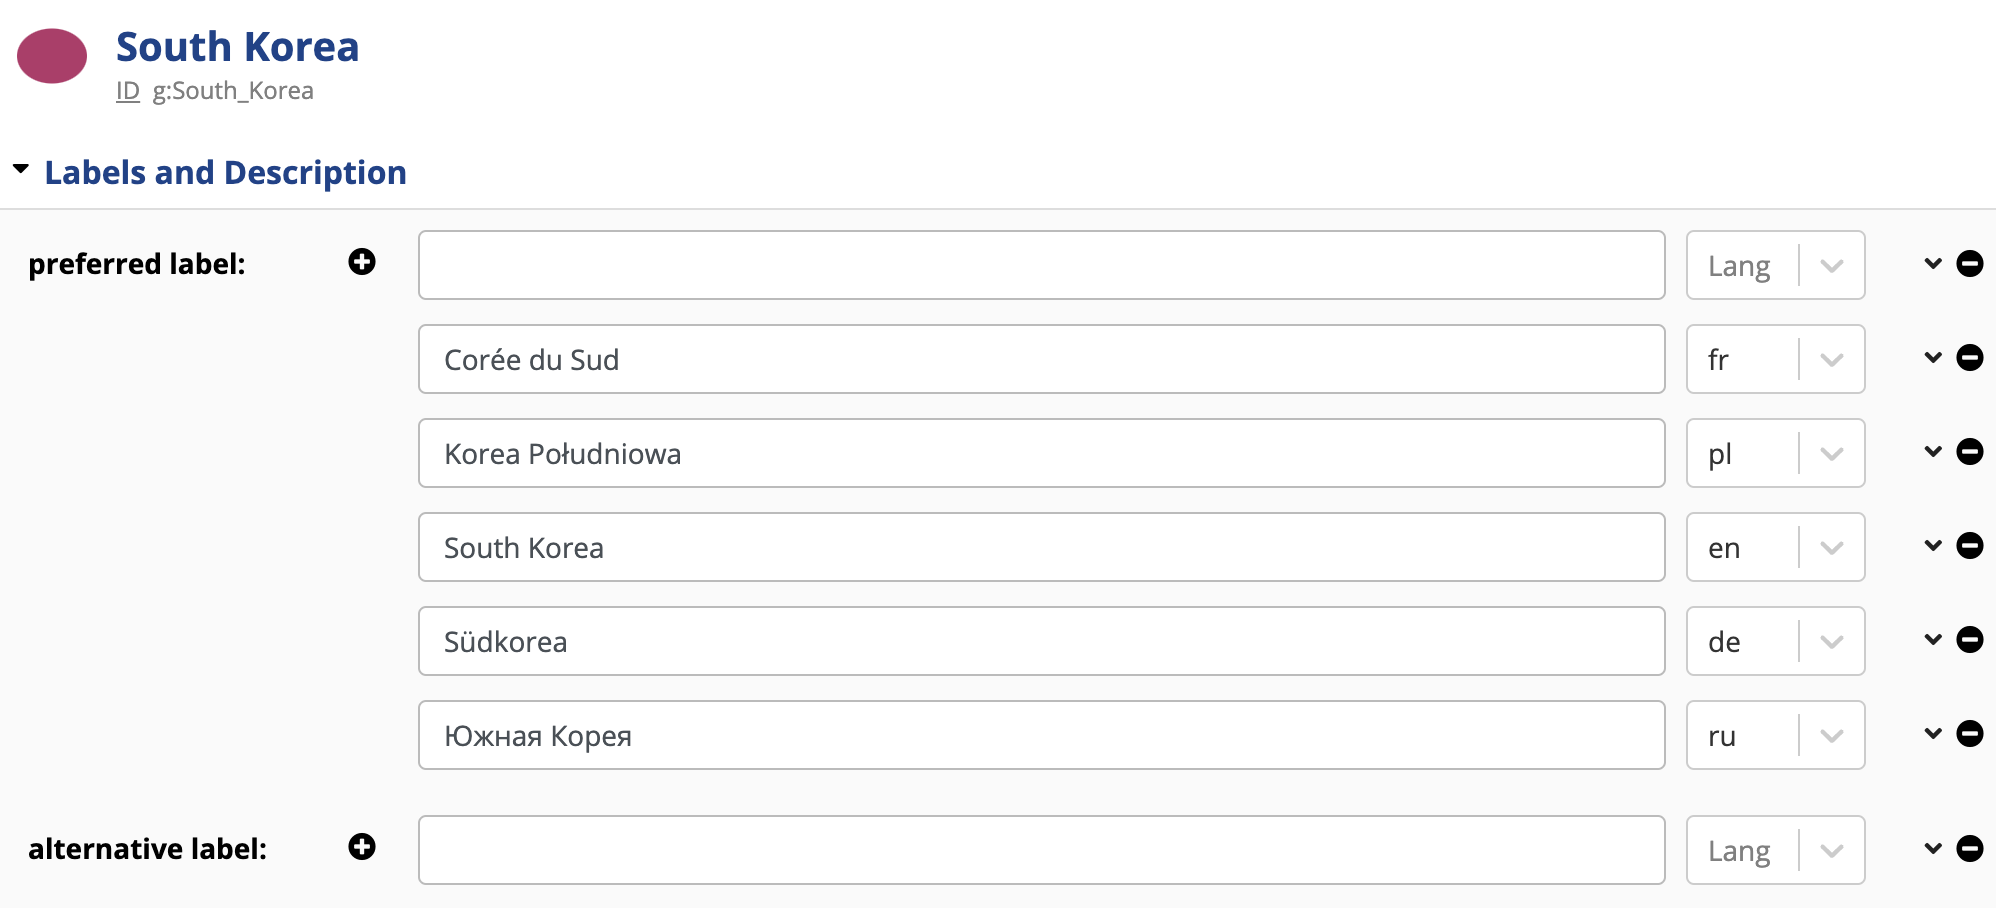 South Korea
ID g:South_Korea
Labels and Description
preferred label:
Lang
Corée du Sud fr
Korea Południowa pl
South Korea en
Südkorea de
Южная Корея ru
alternative label:
Lang